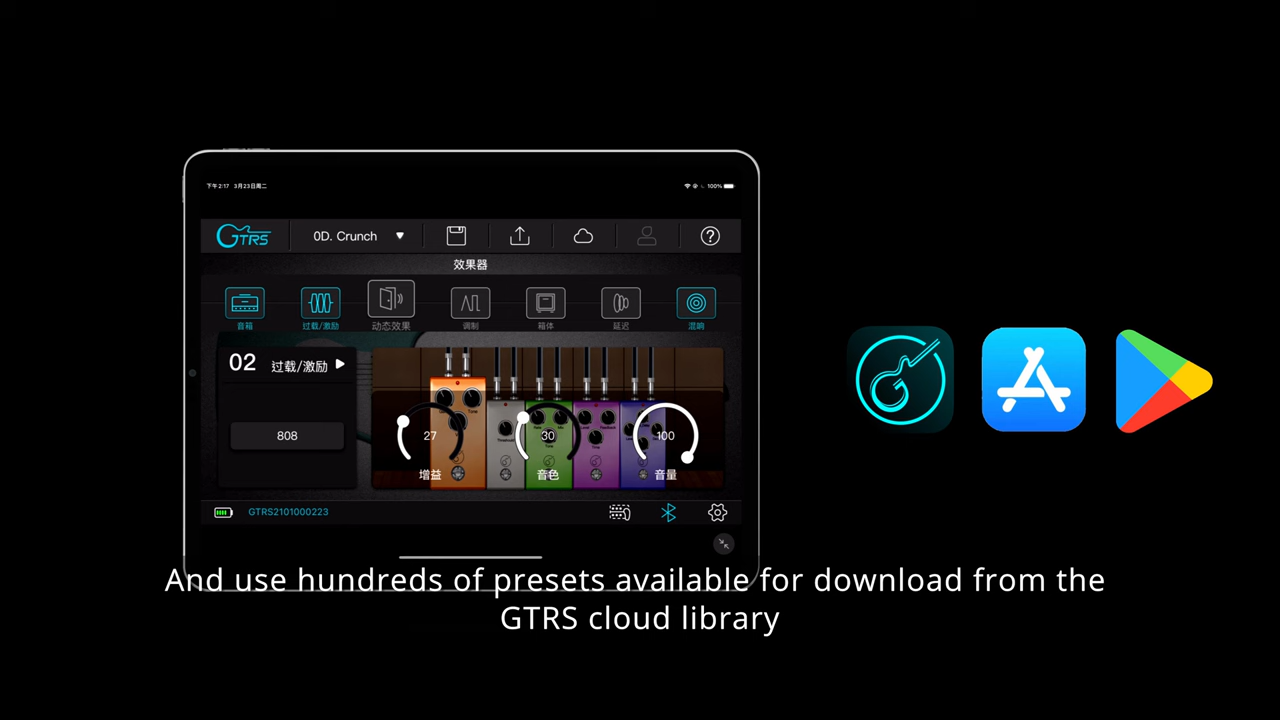 下午2:17 3月23日周二
100%
GTRS
0D. Crunch
效果器
音箱
过载/激励
动态效果
调制
箱体
延迟
混响
02 过载/激励
808
27
30
100
增益
音色
音量
GTRS2101000223
And use hundreds of presets available for download from the
GTRS cloud library